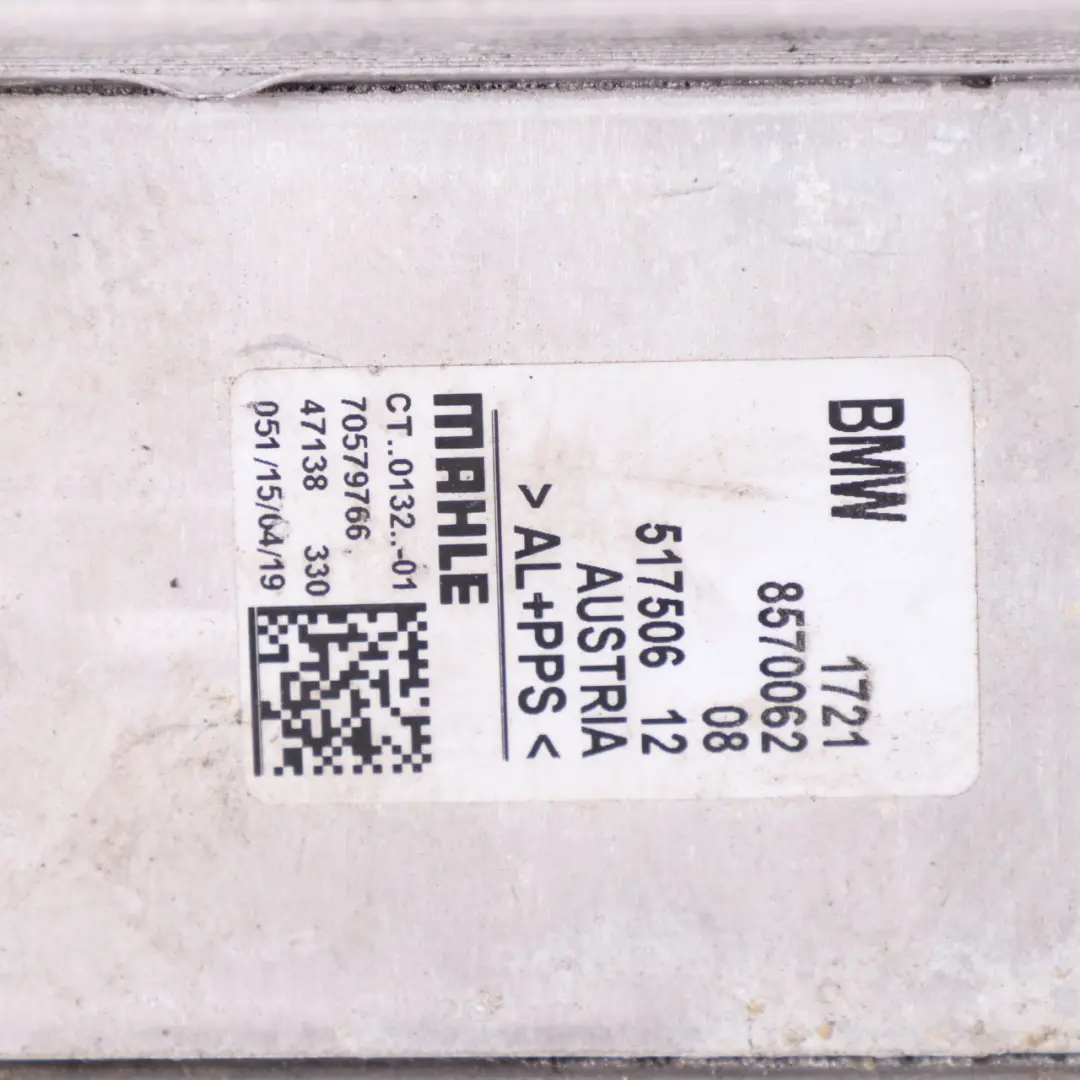 BMW
1721
8570062
08
517506 12
AUSTRIA
> AL+PPS <
MAHLE
CT..0132..-01
70579766
47138 330
051/15/04/19